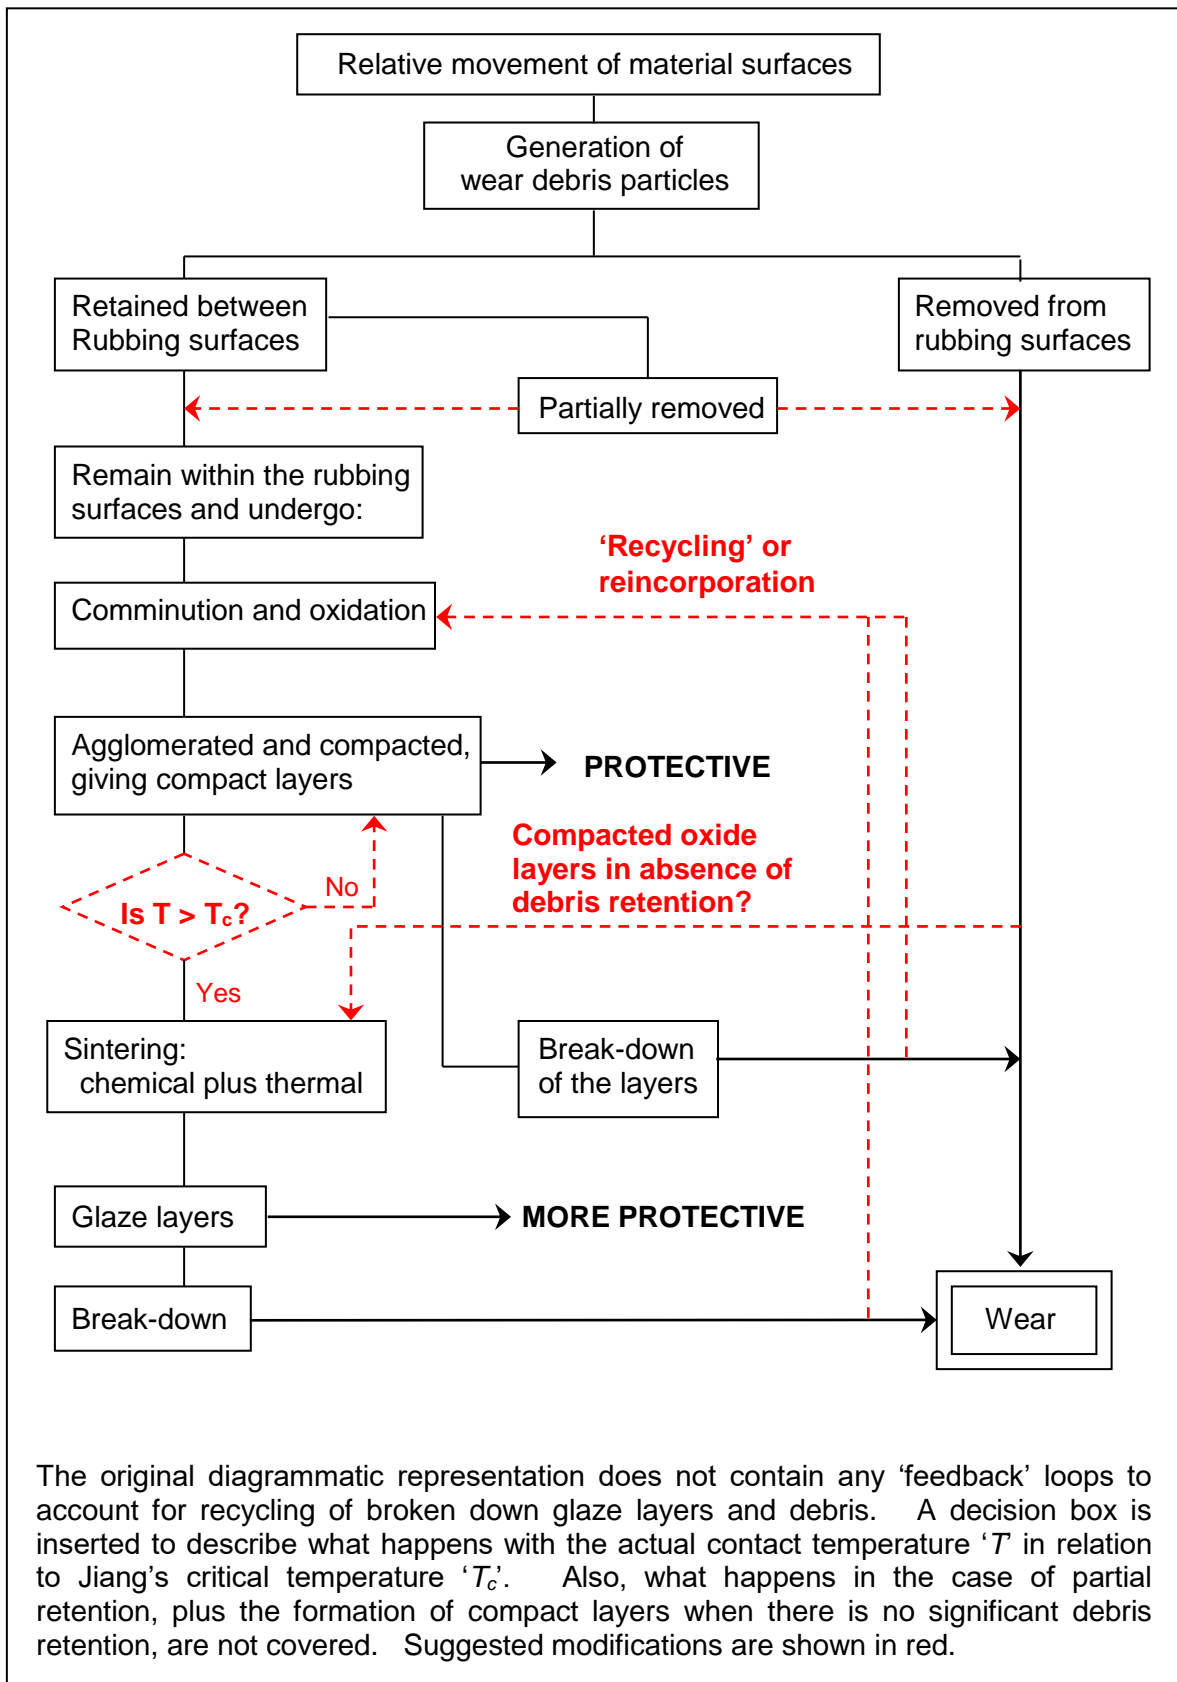 Relative movement of material surfaces
Generation of
wear debris particles
Retained between
Rubbing surfaces
Removed from
rubbing surfaces
Partially removed
Remain within the rubbing
surfaces and undergo:
‘Recycling’ or
reincorporation
Comminution and oxidation
Agglomerated and compacted,
giving compact layers
PROTECTIVE
Compacted oxide
layers in absence of
debris retention?
No
Is T > Tc?
Yes
Sintering:
chemical plus thermal
Break-down
of the layers
Glaze layers
MORE PROTECTIVE
Break-down
Wear
The original diagrammatic representation does not contain any ‘feedback’ loops to
account for recycling of broken down glaze layers and debris. A decision box is
inserted to describe what happens with the actual contact temperature ‘T’ in relation
to Jiang’s critical temperature ‘Tc’. Also, what happens in the case of partial
retention, plus the formation of compact layers when there is no significant debris
retention, are not covered. Suggested modifications are shown in red.